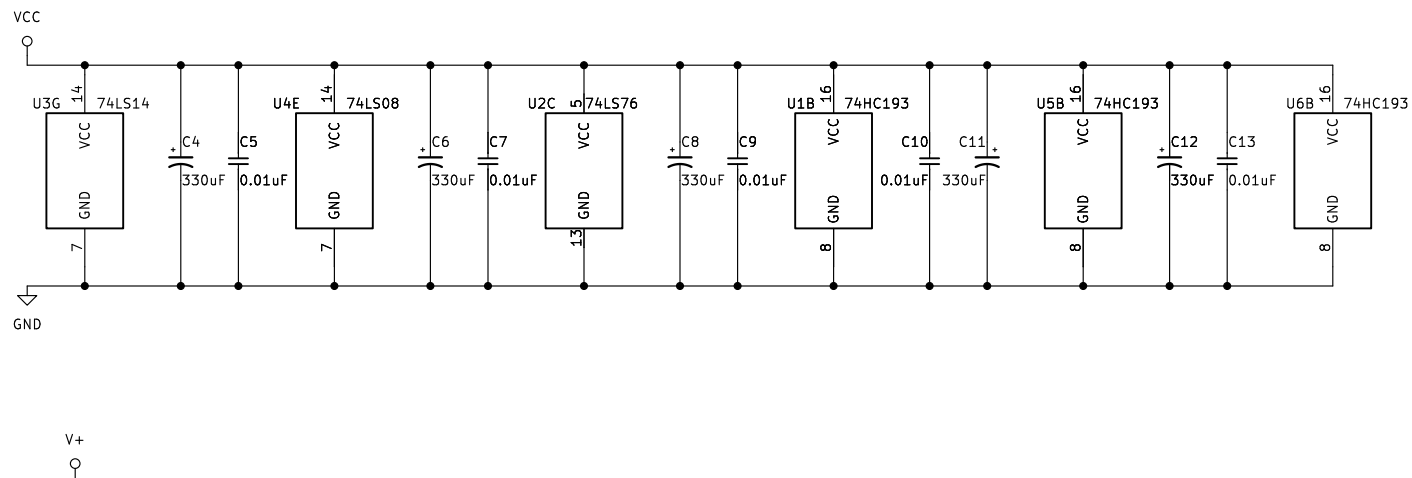 VCC
14 14 5 16 16 16
U3G 74LS14 U4E 74LS08 U2C 74LS76 U1B 74HC193 U5B 74HC193 U6B 74HC193
VCC VCC VCC VCC VCC VCC
+ C4 C5 + C6 C7 + C8 C9 C10 C11 + + C12 C13
330uF 0.01uF 330uF 0.01uF 330uF 0.01uF 0.01uF 330uF 330uF 0.01uF
GND GND GND GND GND GND
7 7 13 8 8 8
GND
V+